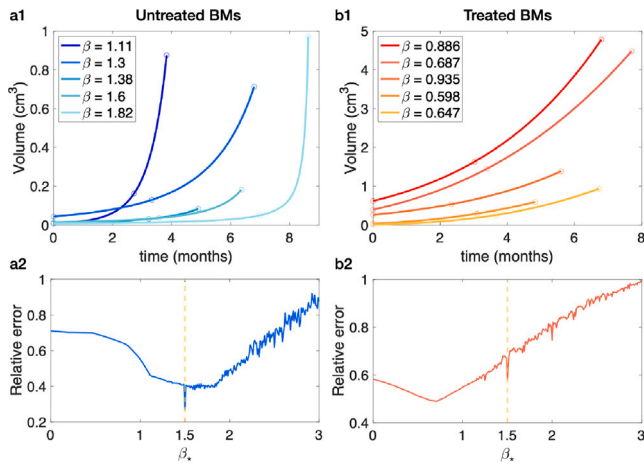 a1 Untreated BMs
Volume (cm³)
1
0.8
0.6
0.4
0.2
0
β = 1.11
β = 1.3
β = 1.38
β = 1.6
β = 1.82
0 2 4 6 8
time (months)
b1 Treated BMs
Volume (cm³)
5
4
3
2
1
0
β = 0.886
β = 0.687
β = 0.935
β = 0.598
β = 0.647
0 2 4 6
time (months)
a2
Relative error
1
0.8
0.6
0.4
0.2
0 1 1.5 2 3
β⋆
b2
Relative error
1
0.8
0.6
0.4
0 1 1.5 2 3
β⋆